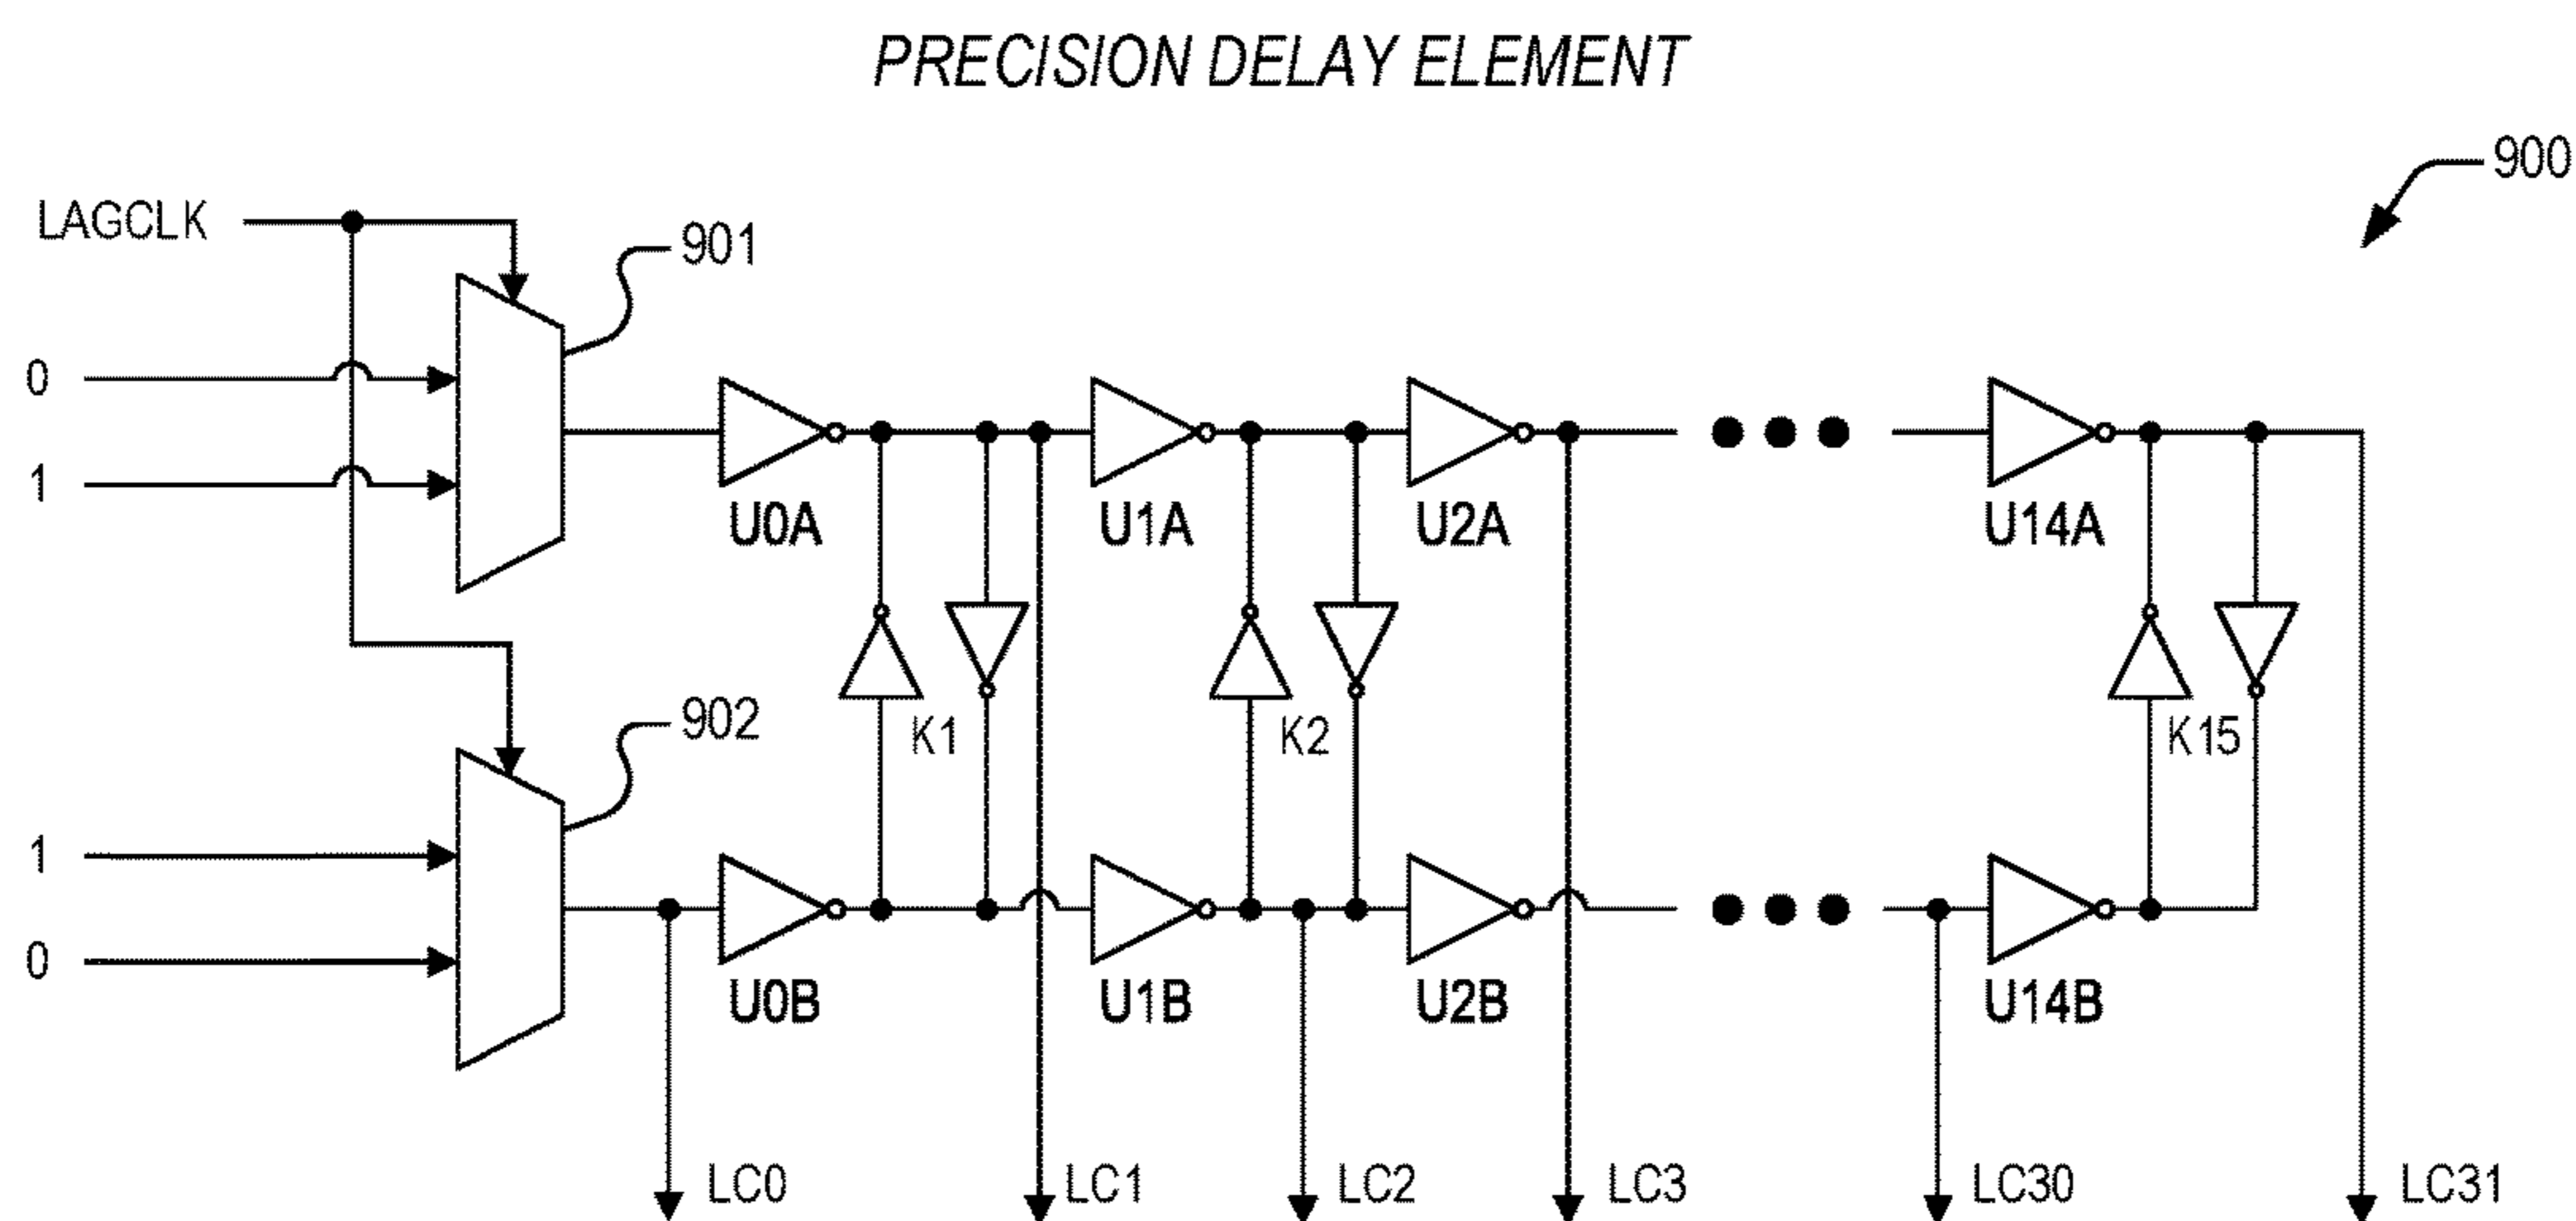 PRECISION DELAY ELEMENT
900
LAGCLK
901
0
1
U0A
U1A
U2A
U14A
902
K1
K2
K15
1
0
U0B
U1B
U2B
U14B
LC0
LC1
LC2
LC3
LC30
LC31